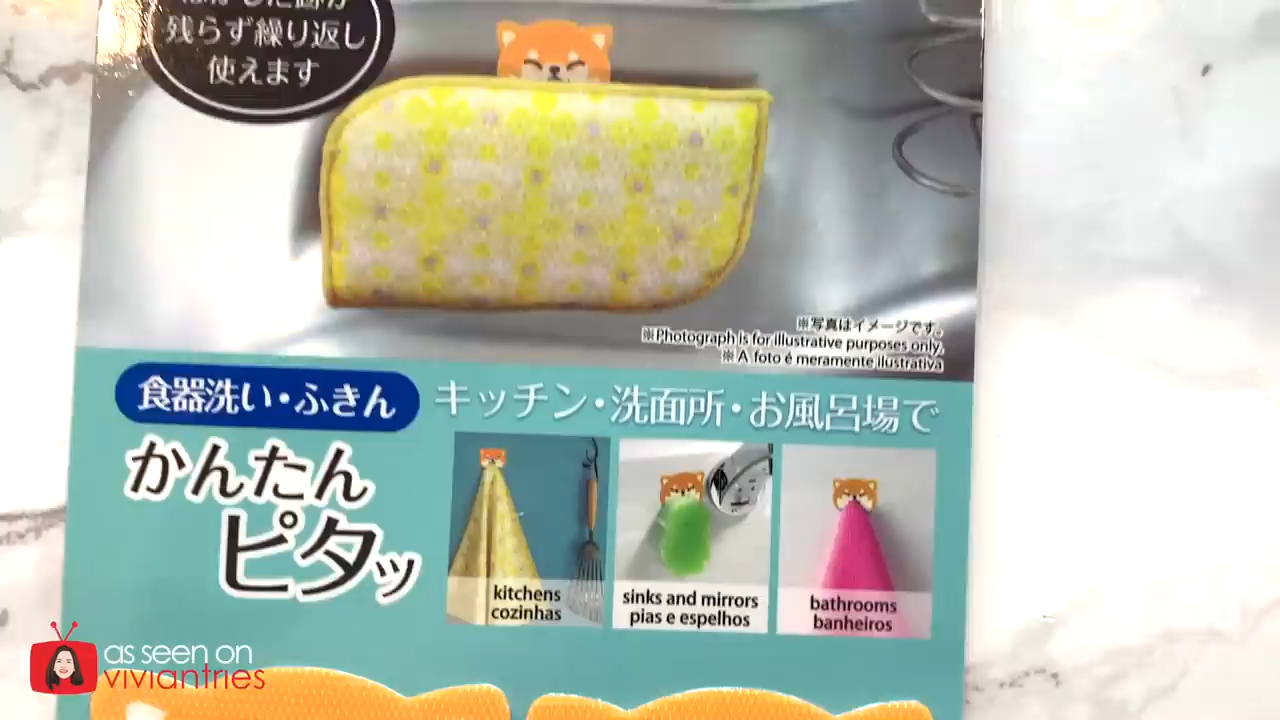 残らず繰り返し
使えます
※写真はイメージです。
※Photograph is for illustrative purposes only.
※A foto é meramente ilustrativa
食器洗い・ふきん
キッチン・洗面所・お風呂場で
かんたん
ピタッ
kitchens
cozinhas
sinks and mirrors
pias e espelhos
bathrooms
banheiros
as seen on
viviantries